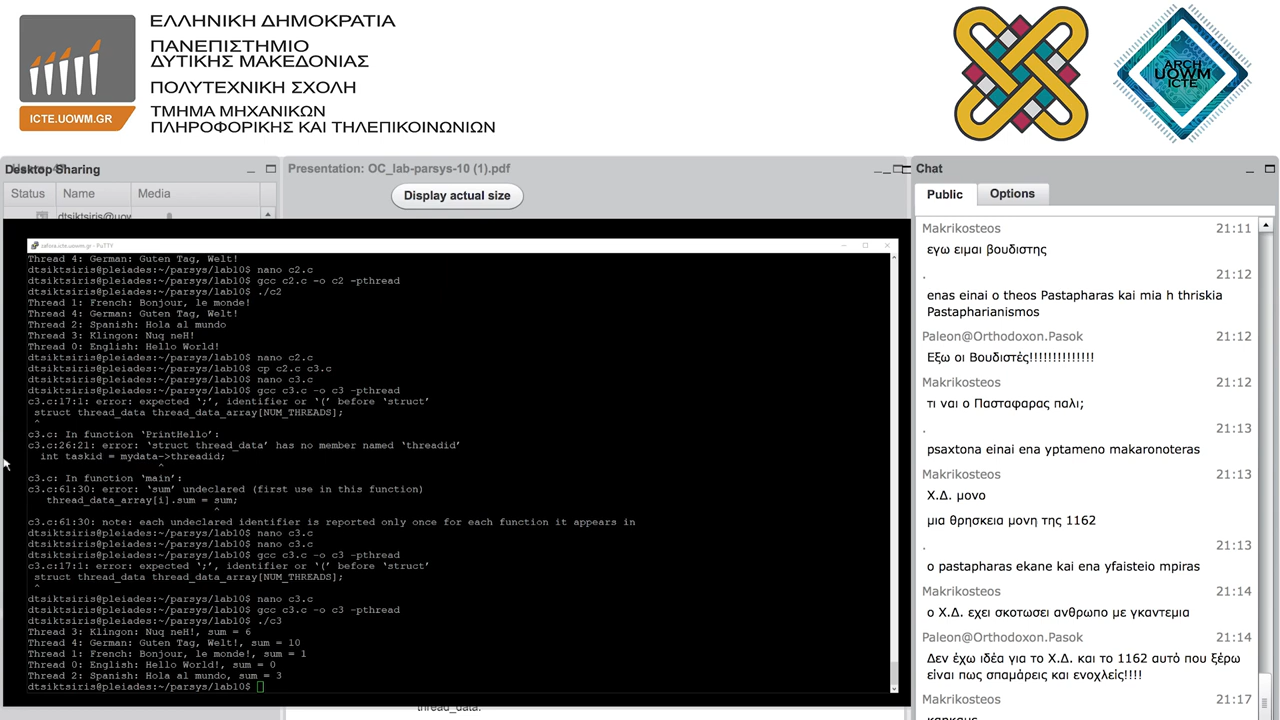 ΕΛΛΗΝΙΚΗ ΔΗΜΟΚΡΑΤΙΑ
ΠΑΝΕΠΙΣΤΗΜΙΟ
ΔΥΤΙΚΗΣ ΜΑΚΕΔΟΝΙΑΣ
ΠΟΛΥΤΕΧΝΙΚΗ ΣΧΟΛΗ
ΤΜΗΜΑ ΜΗΧΑΝΙΚΩΝ
ΠΛΗΡΟΦΟΡΙΚΗΣ ΚΑΙ ΤΗΛΕΠΙΚΟΙΝΩΝΙΩΝ
ICTE.UOWM.GR
ARCH
UOWM
ICTE
Desktop Sharing
Status Name Media
dtsiktsiris@uow
Presentation: OC_lab-parsys-10 (1).pdf
Display actual size
zafora.icte.uowm.gr - PuTTY
Thread 4: German: Guten Tag, Welt!
dtsiktsiris@pleiades:~/parsys/lab10$ nano c2.c
dtsiktsiris@pleiades:~/parsys/lab10$ gcc c2.c -o c2 -pthread
dtsiktsiris@pleiades:~/parsys/lab10$ ./c2
Thread 1: French: Bonjour, le monde!
Thread 4: German: Guten Tag, Welt!
Thread 2: Spanish: Hola al mundo
Thread 3: Klingon: Nuq neH!
Thread 0: English: Hello World!
dtsiktsiris@pleiades:~/parsys/lab10$ nano c2.c
dtsiktsiris@pleiades:~/parsys/lab10$ cp c2.c c3.c
dtsiktsiris@pleiades:~/parsys/lab10$ nano c3.c
dtsiktsiris@pleiades:~/parsys/lab10$ gcc c3.c -o c3 -pthread
c3.c:17:1: error: expected ‘;’, identifier or ‘(’ before ‘struct’
struct thread_data thread_data_array[NUM_THREADS];
^
c3.c: In function ‘PrintHello’:
c3.c:26:21: error: ‘struct thread_data’ has no member named ‘threadid’
int taskid = mydata->threadid;
^
c3.c: In function ‘main’:
c3.c:61:30: error: ‘sum’ undeclared (first use in this function)
thread_data_array[i].sum = sum;
^
c3.c:61:30: note: each undeclared identifier is reported only once for each function it appears in
dtsiktsiris@pleiades:~/parsys/lab10$ nano c3.c
dtsiktsiris@pleiades:~/parsys/lab10$ nano c3.c
dtsiktsiris@pleiades:~/parsys/lab10$ gcc c3.c -o c3 -pthread
c3.c:17:1: error: expected ‘;’, identifier or ‘(’ before ‘struct’
struct thread_data thread_data_array[NUM_THREADS];
^
dtsiktsiris@pleiades:~/parsys/lab10$ nano c3.c
dtsiktsiris@pleiades:~/parsys/lab10$ gcc c3.c -o c3 -pthread
dtsiktsiris@pleiades:~/parsys/lab10$ ./c3
Thread 3: Klingon: Nuq neH!, sum = 6
Thread 4: German: Guten Tag, Welt!, sum = 10
Thread 1: French: Bonjour, le monde!, sum = 1
Thread 0: English: Hello World!, sum = 0
Thread 2: Spanish: Hola al mundo, sum = 3
dtsiktsiris@pleiades:~/parsys/lab10$
thread_data.
Chat
Public Options
Makrikosteos 21:11
εγω ειμαι βουδιστης
. 21:12
enas einai o theos Pastapharas kai mia h thriskia
Pastapharianismos
Paleon@Orthodoxon.Pasok 21:12
Εξω οι Βουδιστές!!!!!!!!!!!!!!
Makrikosteos 21:12
τι ναι ο Πασταφαρας παλι;
. 21:13
psaxtona einai ena yptameno makaronoteras
Makrikosteos 21:13
Χ.Δ. μονο
μια θρησκεια μονη της 1162
. 21:13
o pastapharas ekane kai ena yfaisteio mpiras
Makrikosteos 21:14
ο Χ.Δ. εχει σκοτωσει ανθρωπο με γκαντεμια
Paleon@Orthodoxon.Pasok 21:14
Δεν έχω ιδέα για το Χ.Δ. και το 1162 αυτό που ξέρω
είναι πως σπαμάρεις και ενοχλείς!!!!
Makrikosteos 21:17